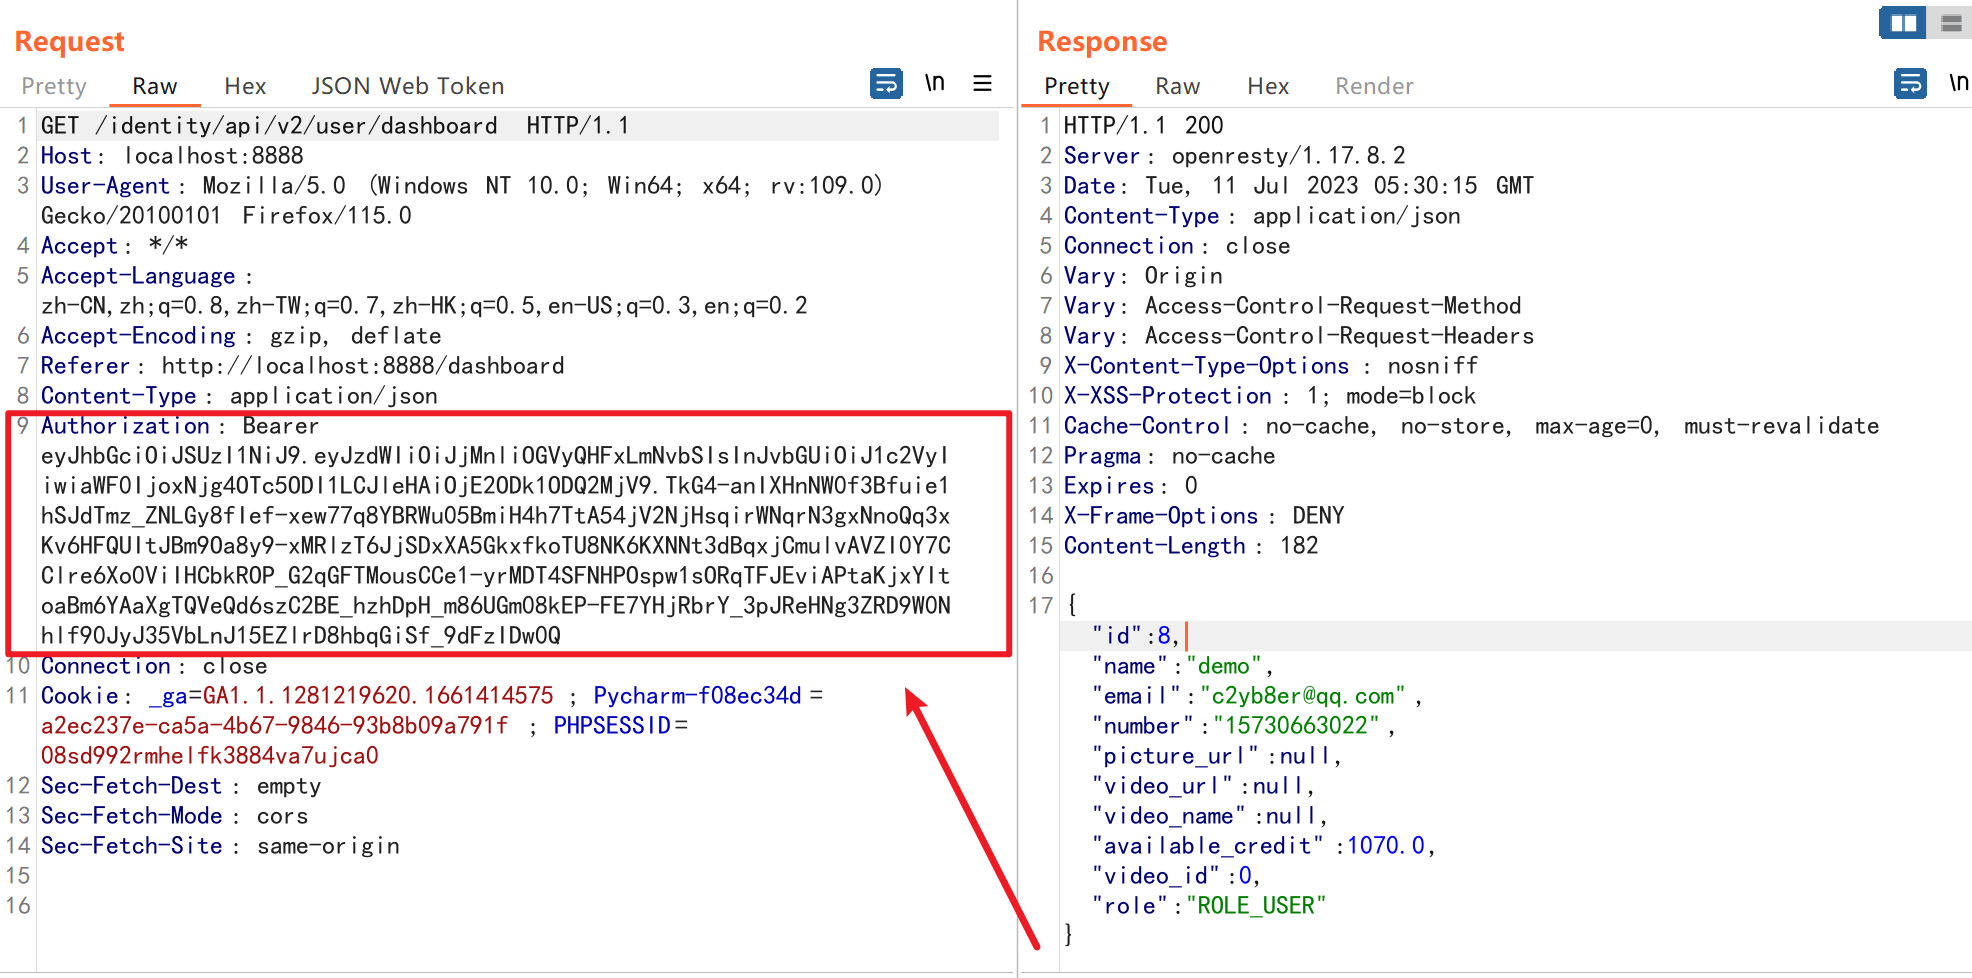 Request
Pretty Raw Hex JSON Web Token \n
1 GET /identity/api/v2/user/dashboard HTTP/1.1
2 Host: localhost:8888
3 User-Agent: Mozilla/5.0 (Windows NT 10.0; Win64; x64; rv:109.0)
Gecko/20100101 Firefox/115.0
4 Accept: */*
5 Accept-Language:
zh-CN,zh;q=0.8,zh-TW;q=0.7,zh-HK;q=0.5,en-US;q=0.3,en;q=0.2
6 Accept-Encoding: gzip, deflate
7 Referer: http://localhost:8888/dashboard
8 Content-Type: application/json
9 Authorization: Bearer
eyJhbGciOiJSUzI1NiJ9.eyJzdWIiOiJjMnliOGVyQHFxLmNvbSIsInJvbGUiOiJ1c2VyI
iwiaWF0IjoxNjg4OTc5ODI1LCJleHAiOjE2ODk1ODQ2MjV9.TkG4-anIXHnNW0f3Bfuie1
hSJdTmz_ZNLGy8fIef-xew77q8YBRWu05BmiH4h7TtA54jV2NjHsqirWNqrN3gxNnoQq3x
Kv6HFQUItJBm90a8y9-xMRIzT6JjSDxXA5GkxfkoTU8NK6KXNNt3dBqxjCmulvAVZI0Y7C
Clre6Xo0VilHCbkROP_G2qGFTMousCCe1-yrMDT4SFNHPOspw1sORqTFJEviAPtaKjxYIt
oaBm6YAaXgTQVeQd6szC2BE_hzhDpH_m86UGm08kEP-FE7YHjRbrY_3pJReHNg3ZRD9W0N
hlf90JyJ35VbLnJ15EZlrD8hbqGiSf_9dFzIDw0Q
10 Connection: close
11 Cookie: _ga=GA1.1.1281219620.1661414575 ; Pycharm-f08ec34d=
a2ec237e-ca5a-4b67-9846-93b8b09a791f ; PHPSESSID=
08sd992rmhelfk3884va7ujca0
12 Sec-Fetch-Dest: empty
13 Sec-Fetch-Mode: cors
14 Sec-Fetch-Site: same-origin
15
16
Response
Pretty Raw Hex Render \n
1 HTTP/1.1 200
2 Server: openresty/1.17.8.2
3 Date: Tue, 11 Jul 2023 05:30:15 GMT
4 Content-Type: application/json
5 Connection: close
6 Vary: Origin
7 Vary: Access-Control-Request-Method
8 Vary: Access-Control-Request-Headers
9 X-Content-Type-Options: nosniff
10 X-XSS-Protection: 1; mode=block
11 Cache-Control: no-cache, no-store, max-age=0, must-revalidate
12 Pragma: no-cache
13 Expires: 0
14 X-Frame-Options: DENY
15 Content-Length: 182
16
17 {
"id":8,
"name":"demo",
"email":"c2yb8er@qq.com",
"number":"15730663022",
"picture_url":null,
"video_url":null,
"video_name":null,
"available_credit":1070.0,
"video_id":0,
"role":"ROLE_USER"
}